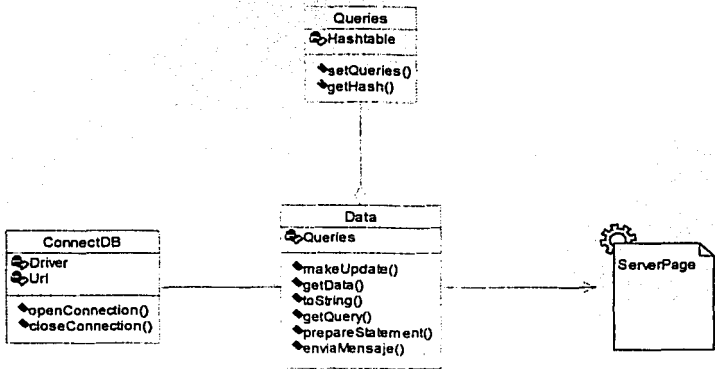 Queries
Hashtable
setQueries()
getHash()
Data
Queries
makeUpdate()
getData()
toString()
getQuery()
prepareStatement()
enviaMensaje()
ConnectDB
Driver
Url
openConnection()
closeConnection()
ServerPage